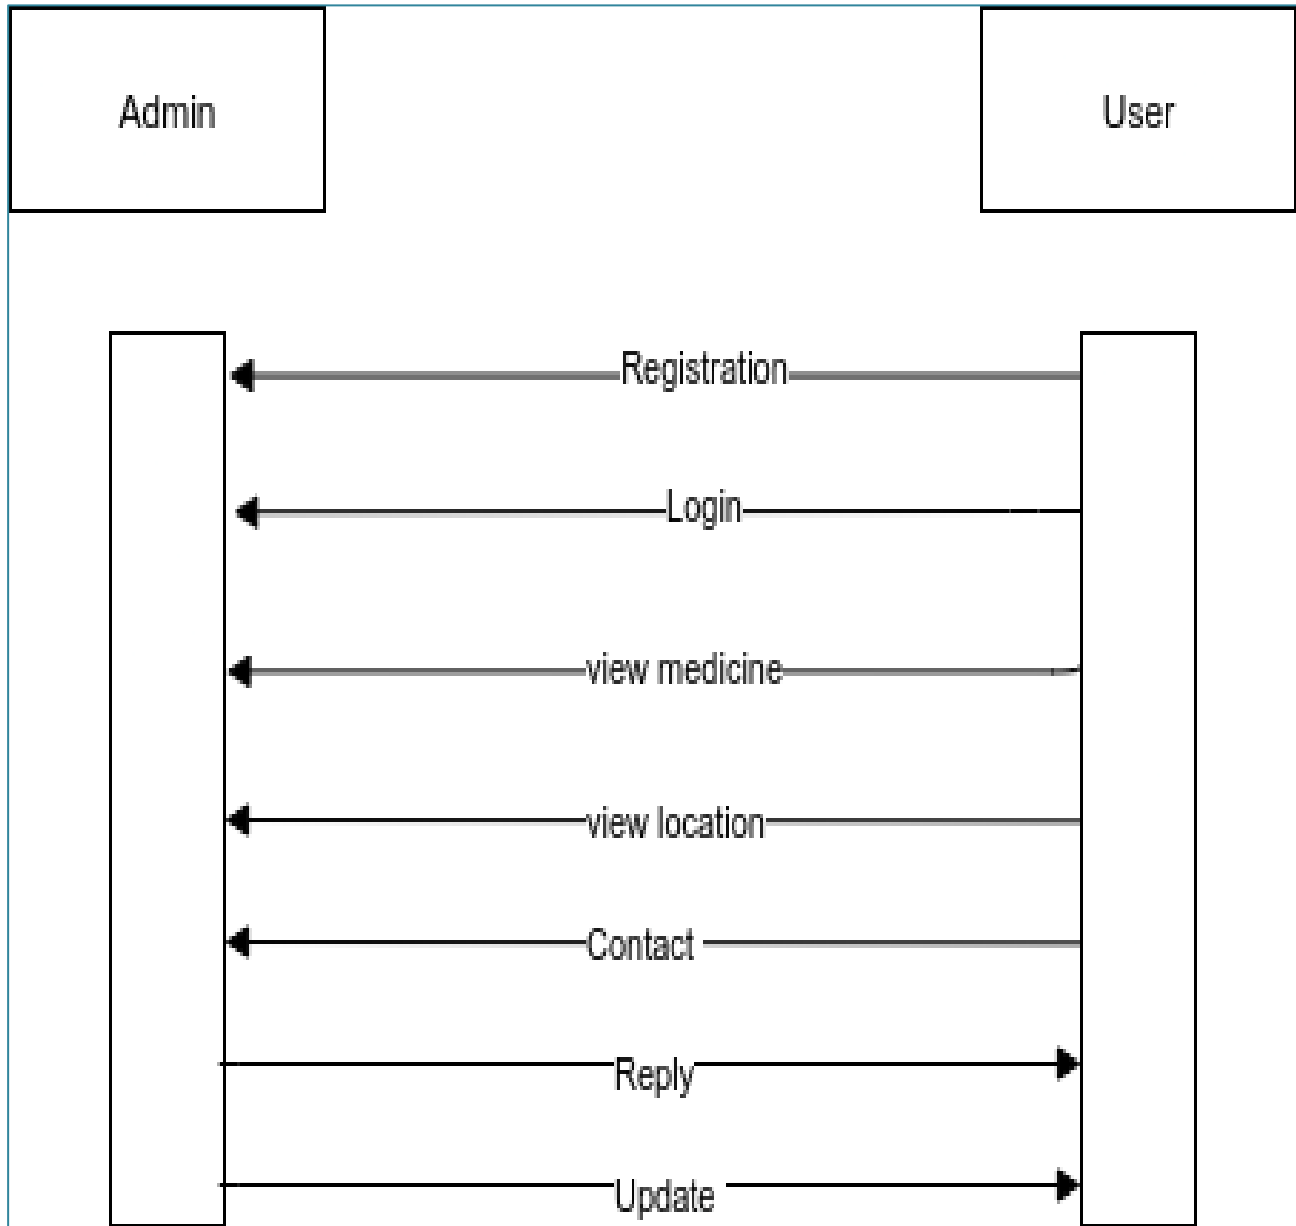 Admin
User
Registration
Login
view medicine
view location
Contact
Reply
Update